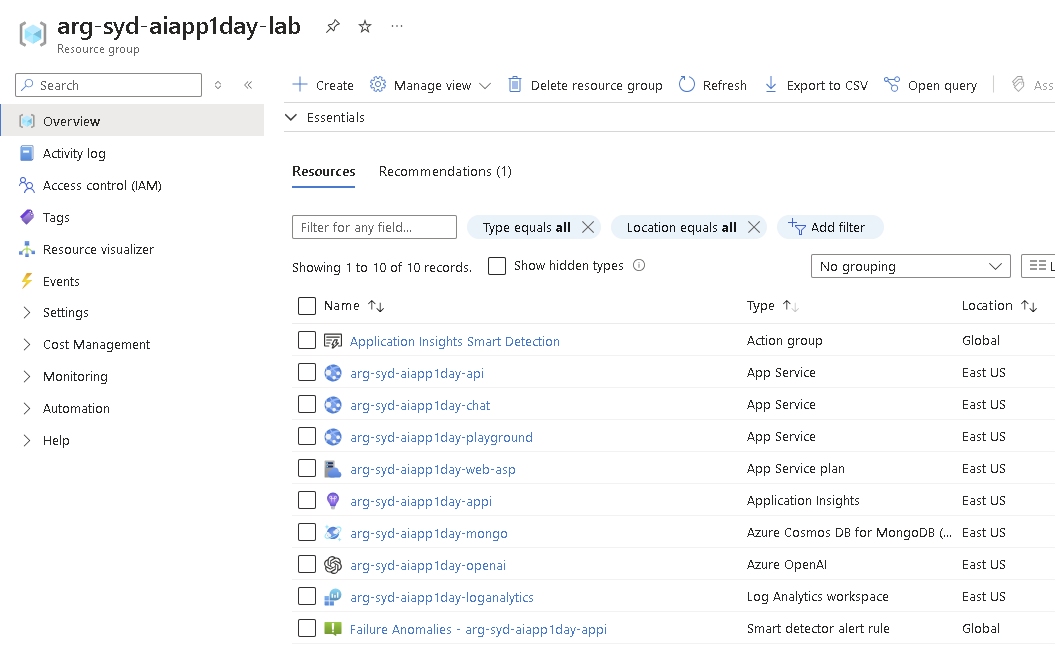 arg-syd-aiapp1day-lab
Resource group
Search
Create
Manage view
Delete resource group
Refresh
Export to CSV
Open query
Ass
Overview
Activity log
Access control (IAM)
Tags
Resource visualizer
Events
Settings
Cost Management
Monitoring
Automation
Help
Essentials
Resources Recommendations (1)
Filter for any field... Type equals all Location equals all Add filter
Showing 1 to 10 of 10 records. Show hidden types No grouping L
Name Type Location
Application Insights Smart Detection Action group Global
arg-syd-aiapp1day-api App Service East US
arg-syd-aiapp1day-chat App Service East US
arg-syd-aiapp1day-playground App Service East US
arg-syd-aiapp1day-web-asp App Service plan East US
arg-syd-aiapp1day-appi Application Insights East US
arg-syd-aiapp1day-mongo Azure Cosmos DB for MongoDB (... East US
arg-syd-aiapp1day-openai Azure OpenAI East US
arg-syd-aiapp1day-loganalytics Log Analytics workspace East US
Failure Anomalies - arg-syd-aiapp1day-appi Smart detector alert rule Global